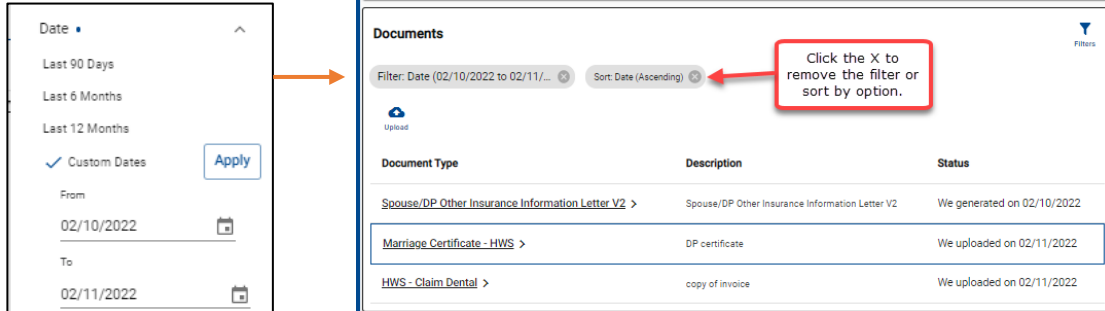 Date
Last 90 Days
Last 6 Months
Last 12 Months
Custom Dates
Apply
From
02/10/2022
To
02/11/2022
Documents
Filters
Filter: Date (02/10/2022 to 02/11/...
Sort: Date (Ascending)
Click the X to
remove the filter or
sort by option.
Upload
Document Type Description Status
Spouse/DP Other Insurance Information Letter V2 > Spouse/DP Other Insurance Information Letter V2 We generated on 02/10/2022
Marriage Certificate - HWS > DP certificate We uploaded on 02/11/2022
HWS - Claim Dental > copy of invoice We uploaded on 02/11/2022